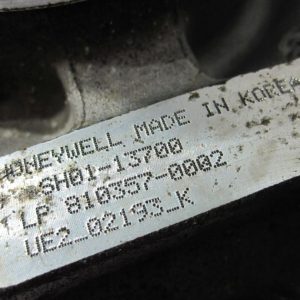 HONEYWELL MADE IN KOREA
SH01-13700
LF 810357-0002
UE2_02193_K